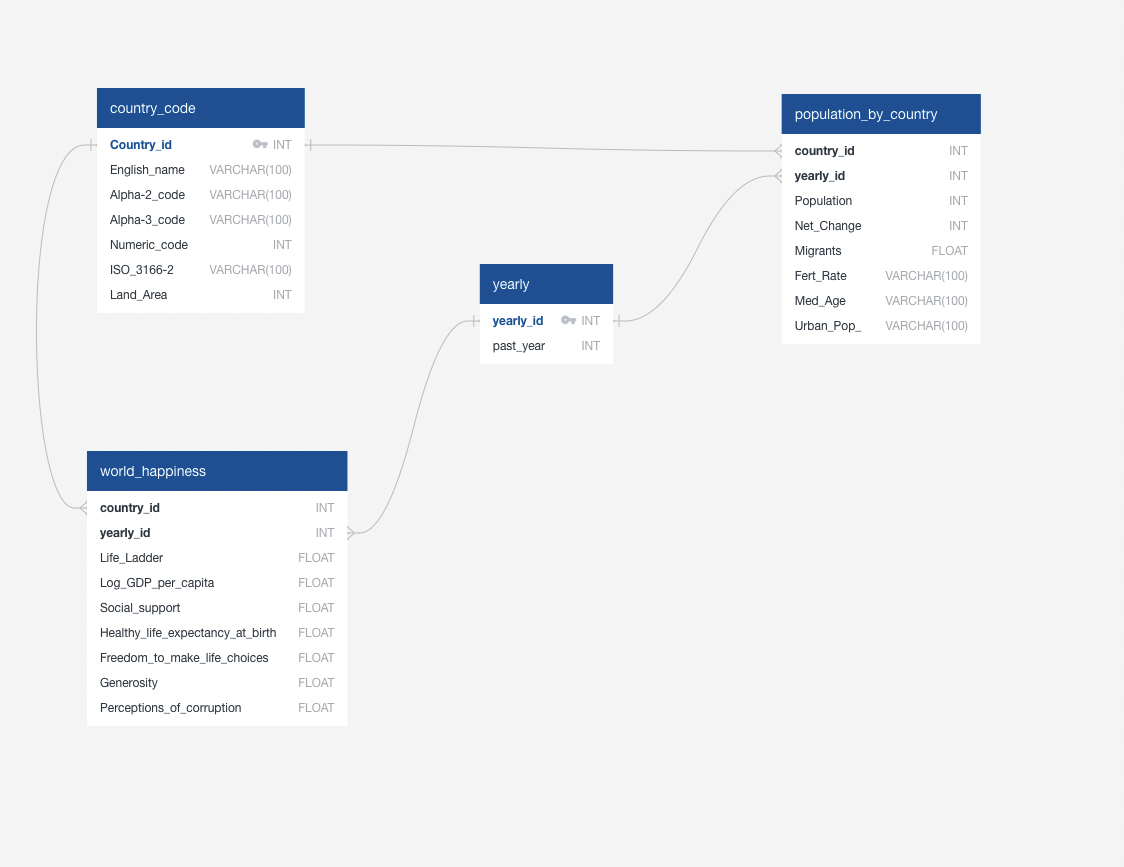 country_code
Country_id INT
English_name VARCHAR(100)
Alpha-2_code VARCHAR(100)
Alpha-3_code VARCHAR(100)
Numeric_code INT
ISO_3166-2 VARCHAR(100)
Land_Area INT
population_by_country
country_id INT
yearly_id INT
Population INT
Net_Change INT
Migrants FLOAT
Fert_Rate VARCHAR(100)
Med_Age VARCHAR(100)
Urban_Pop_ VARCHAR(100)
yearly
yearly_id INT
past_year INT
world_happiness
country_id INT
yearly_id INT
Life_Ladder FLOAT
Log_GDP_per_capita FLOAT
Social_support FLOAT
Healthy_life_expectancy_at_birth FLOAT
Freedom_to_make_life_choices FLOAT
Generosity FLOAT
Perceptions_of_corruption FLOAT